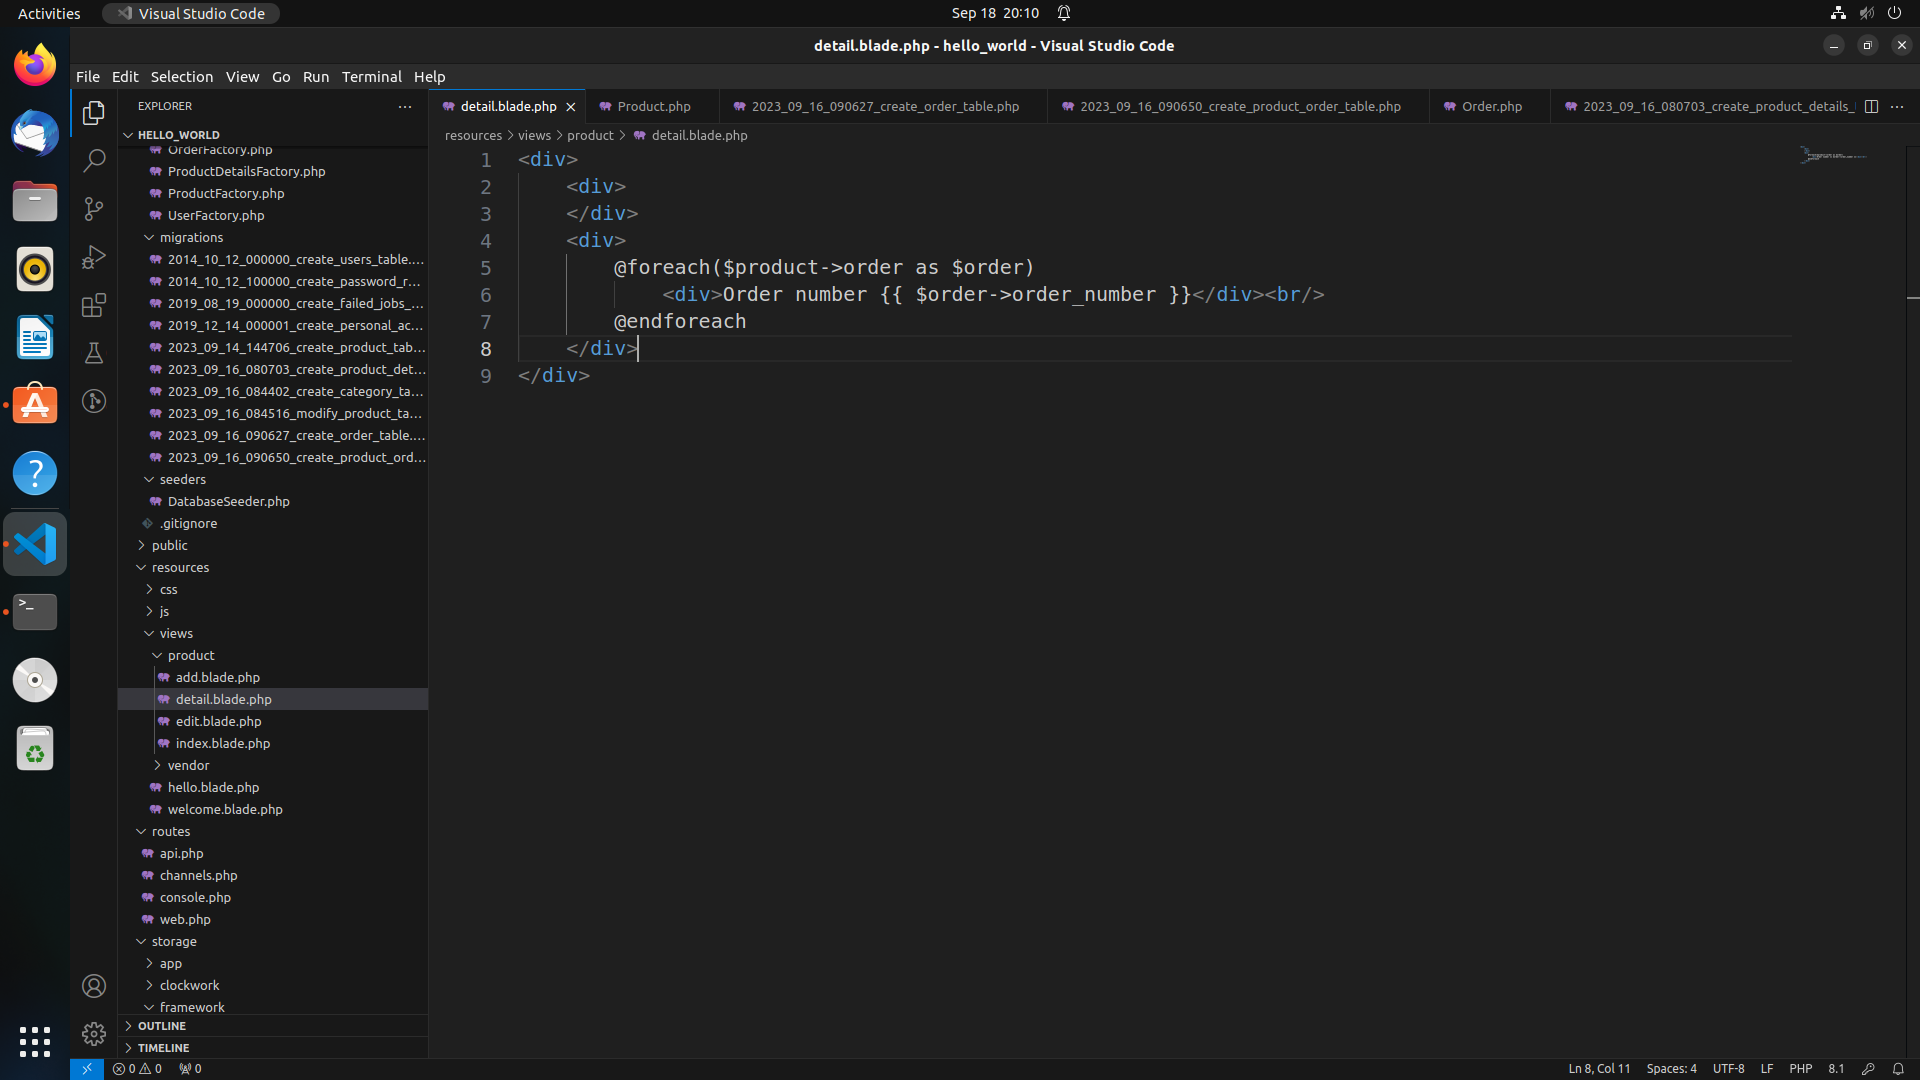 Activities
Visual Studio Code
Sep 18 20:10
detail.blade.php - hello_world - Visual Studio Code
File Edit Selection View Go Run Terminal Help
EXPLORER
HELLO_WORLD
OrderFactory.php
ProductDetailsFactory.php
ProductFactory.php
UserFactory.php
migrations
2014_10_12_000000_create_users_table....
2014_10_12_100000_create_password_r...
2019_08_19_000000_create_failed_jobs_...
2019_12_14_000001_create_personal_ac...
2023_09_14_144706_create_product_tab...
2023_09_16_080703_create_product_det...
2023_09_16_084402_create_category_ta...
2023_09_16_084516_modify_product_ta...
2023_09_16_090627_create_order_table....
2023_09_16_090650_create_product_ord...
seeders
DatabaseSeeder.php
.gitignore
public
resources
css
js
views
product
add.blade.php
detail.blade.php
edit.blade.php
index.blade.php
vendor
hello.blade.php
welcome.blade.php
routes
api.php
channels.php
console.php
web.php
storage
app
clockwork
framework
OUTLINE
TIMELINE
detail.blade.php
Product.php
2023_09_16_090627_create_order_table.php
2023_09_16_090650_create_product_order_table.php
Order.php
2023_09_16_080703_create_product_details_
resources > views > product > detail.blade.php
1 <div>
2 <div>
3 </div>
4 <div>
5 @foreach($product->order as $order)
6 <div>Order number {{ $order->order_number }}</div><br/>
7 @endforeach
8 </div>
9 </div>
0 0 0
Ln 8, Col 11 Spaces: 4 UTF-8 LF PHP 8.1